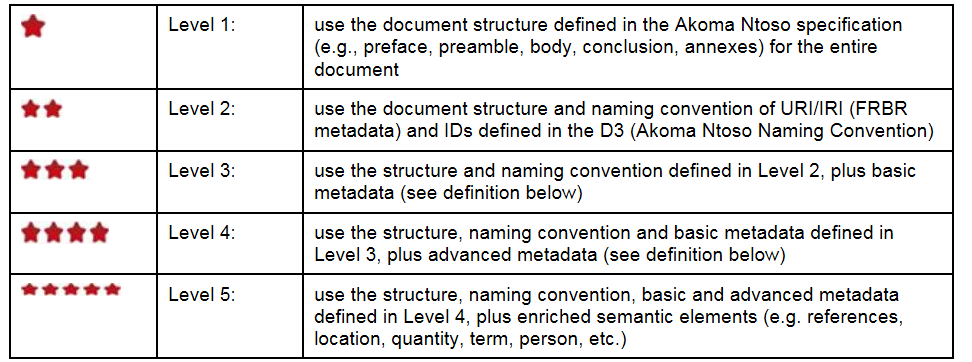 Level 1:
use the document structure defined in the Akoma Ntoso specification
(e.g., preface, preamble, body, conclusion, annexes) for the entire
document
Level 2:
use the document structure and naming convention of URI/IRI (FRBR
metadata) and IDs defined in the D3 (Akoma Ntoso Naming Convention)
Level 3:
use the structure and naming convention defined in Level 2, plus basic
metadata (see definition below)
Level 4:
use the structure, naming convention and basic metadata defined in
Level 3, plus advanced metadata (see definition below)
Level 5:
use the structure, naming convention, basic and advanced metadata
defined in Level 4, plus enriched semantic elements (e.g. references,
location, quantity, term, person, etc.)